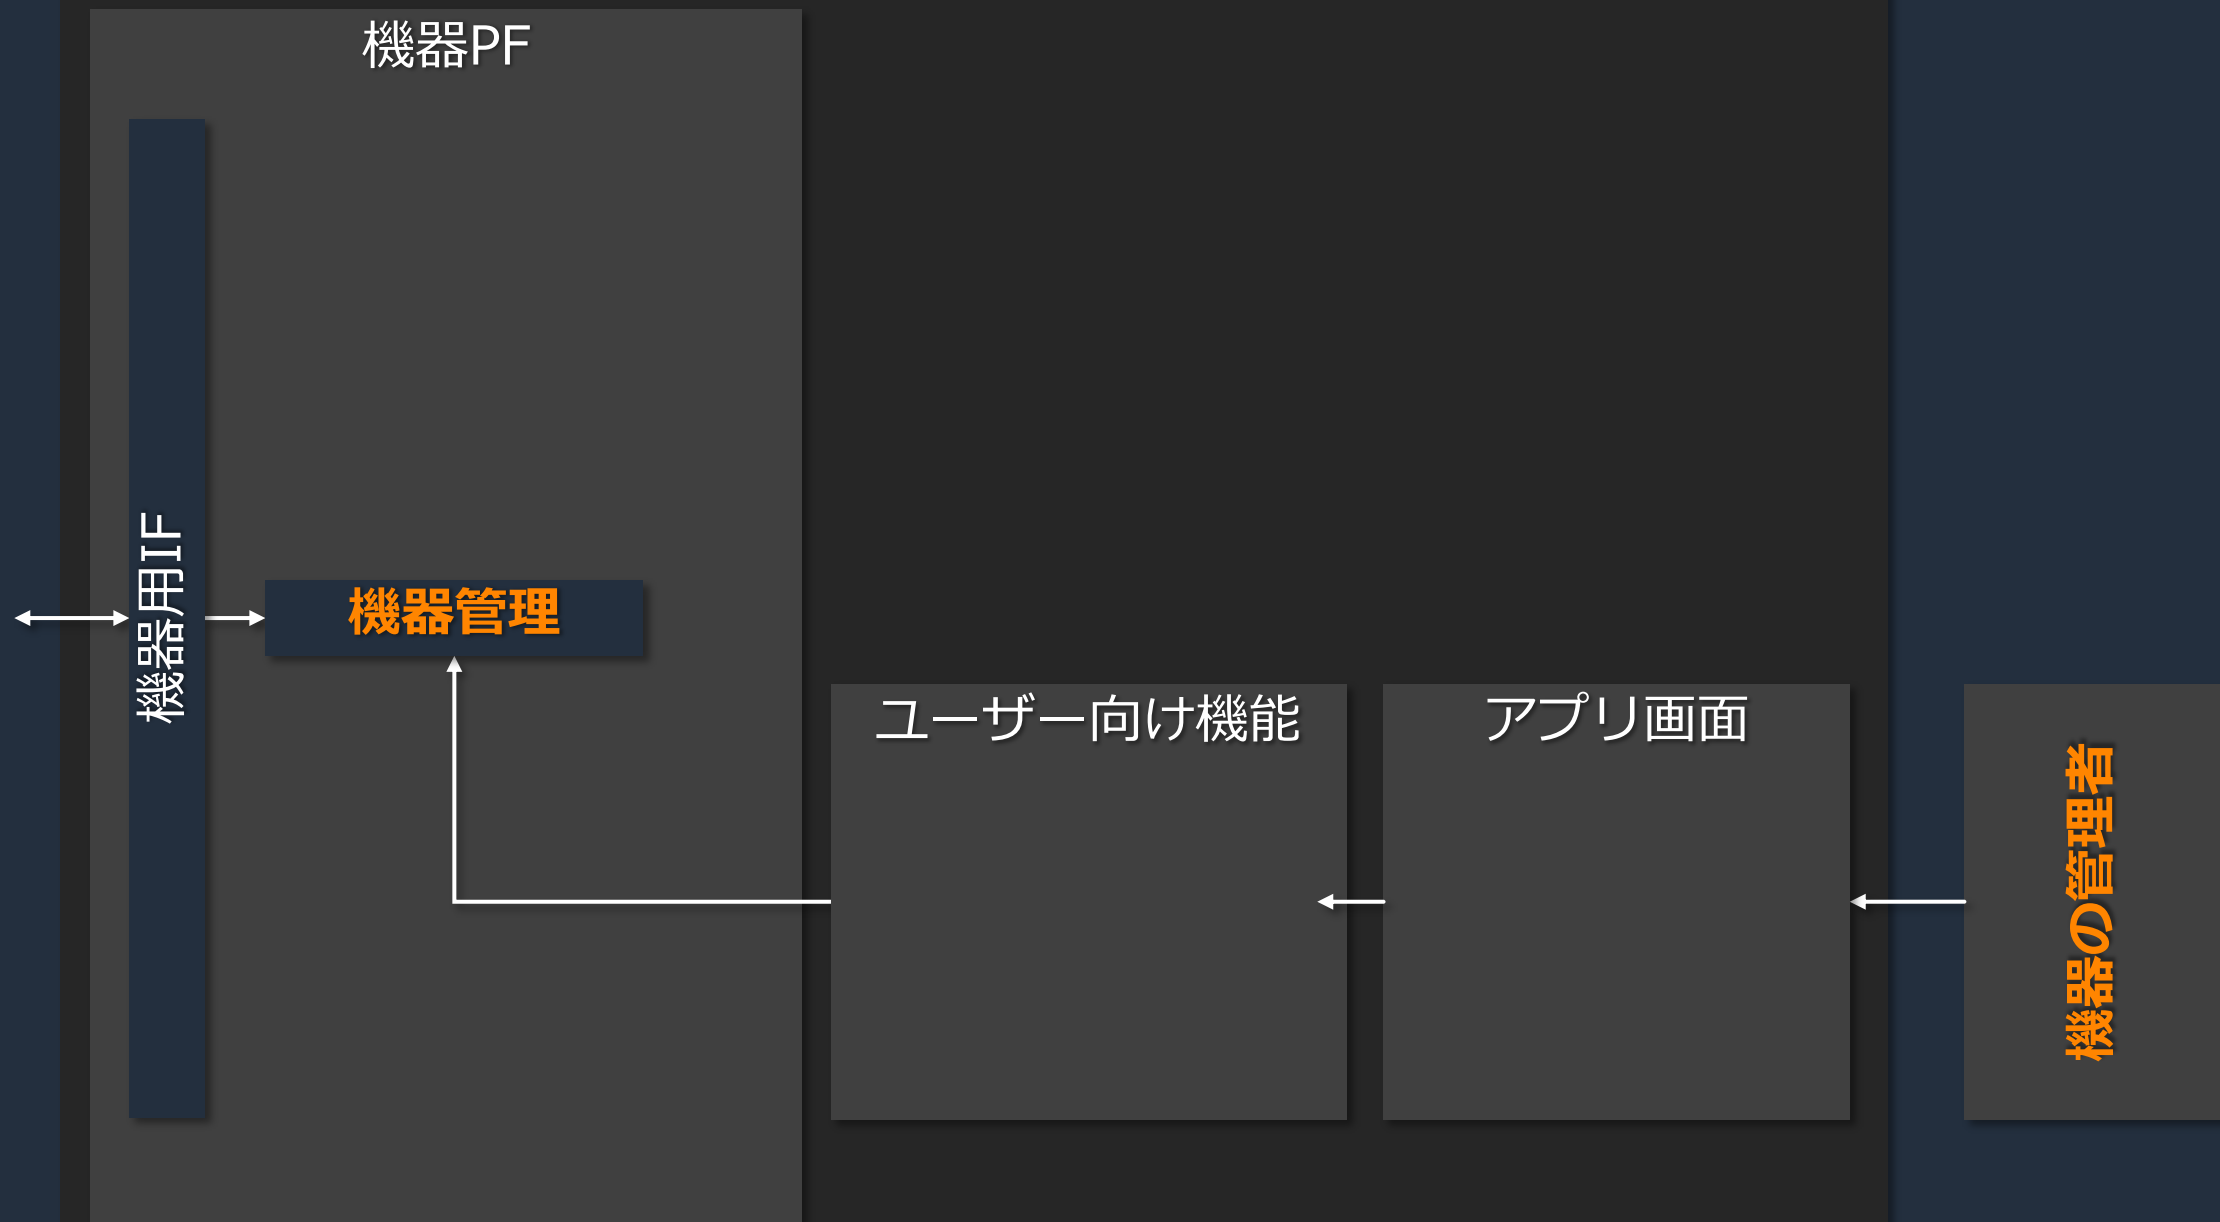 機器PF
機器用IF
機器管理
ユーザー向け機能
アプリ画面
機器の管理者